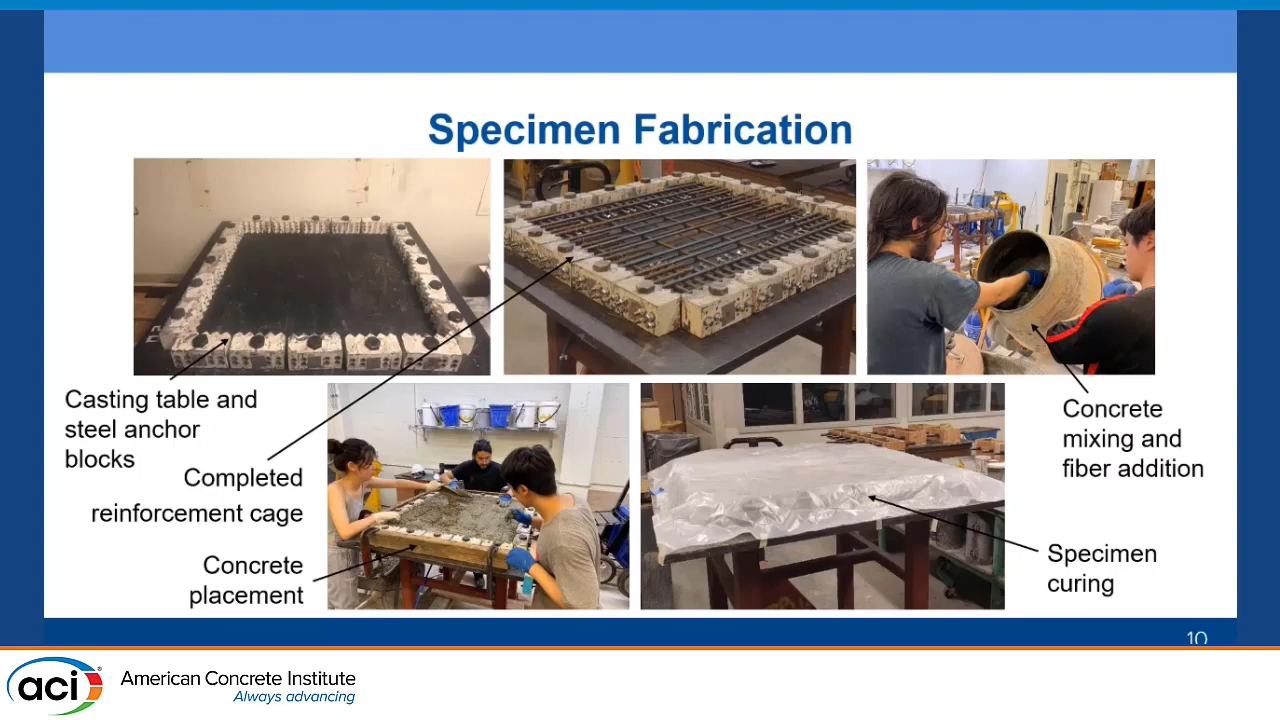 Specimen Fabrication
Casting table and
steel anchor
blocks
Completed
reinforcement cage
Concrete
placement
Concrete
mixing and
fiber addition
Specimen
curing
10
aci®
American Concrete Institute
Always advancing